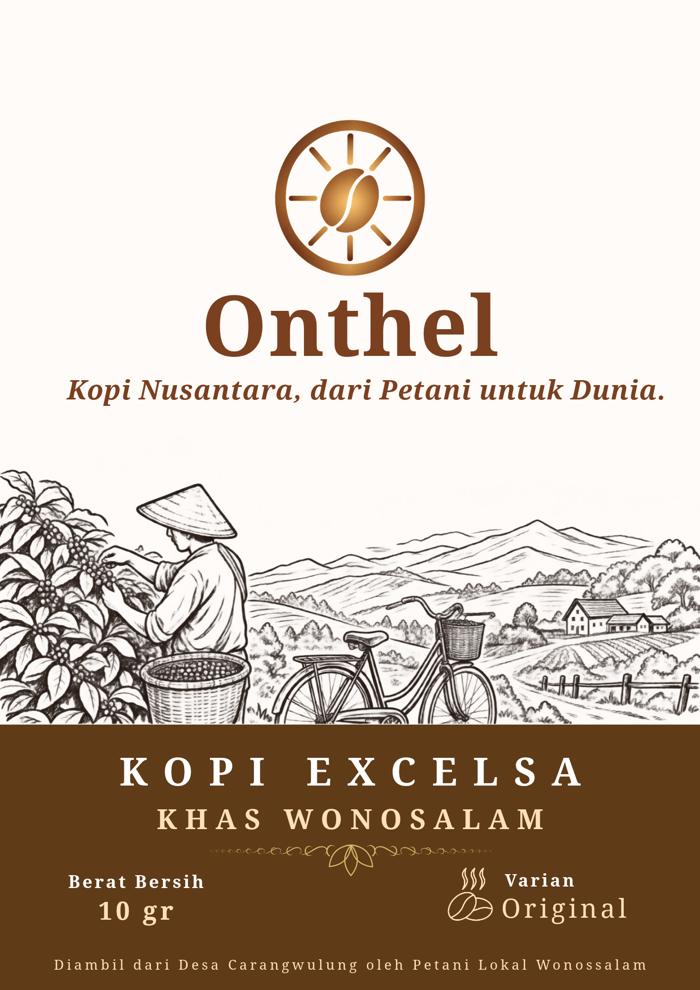 Onthel
Kopi Nusantara, dari Petani untuk Dunia.
KOPI EXCELSA
KHAS WONOSALAM
Berat Bersih
10 gr
Varian
Original
Diambil dari Desa Carangwulung oleh Petani Lokal Wonossalam